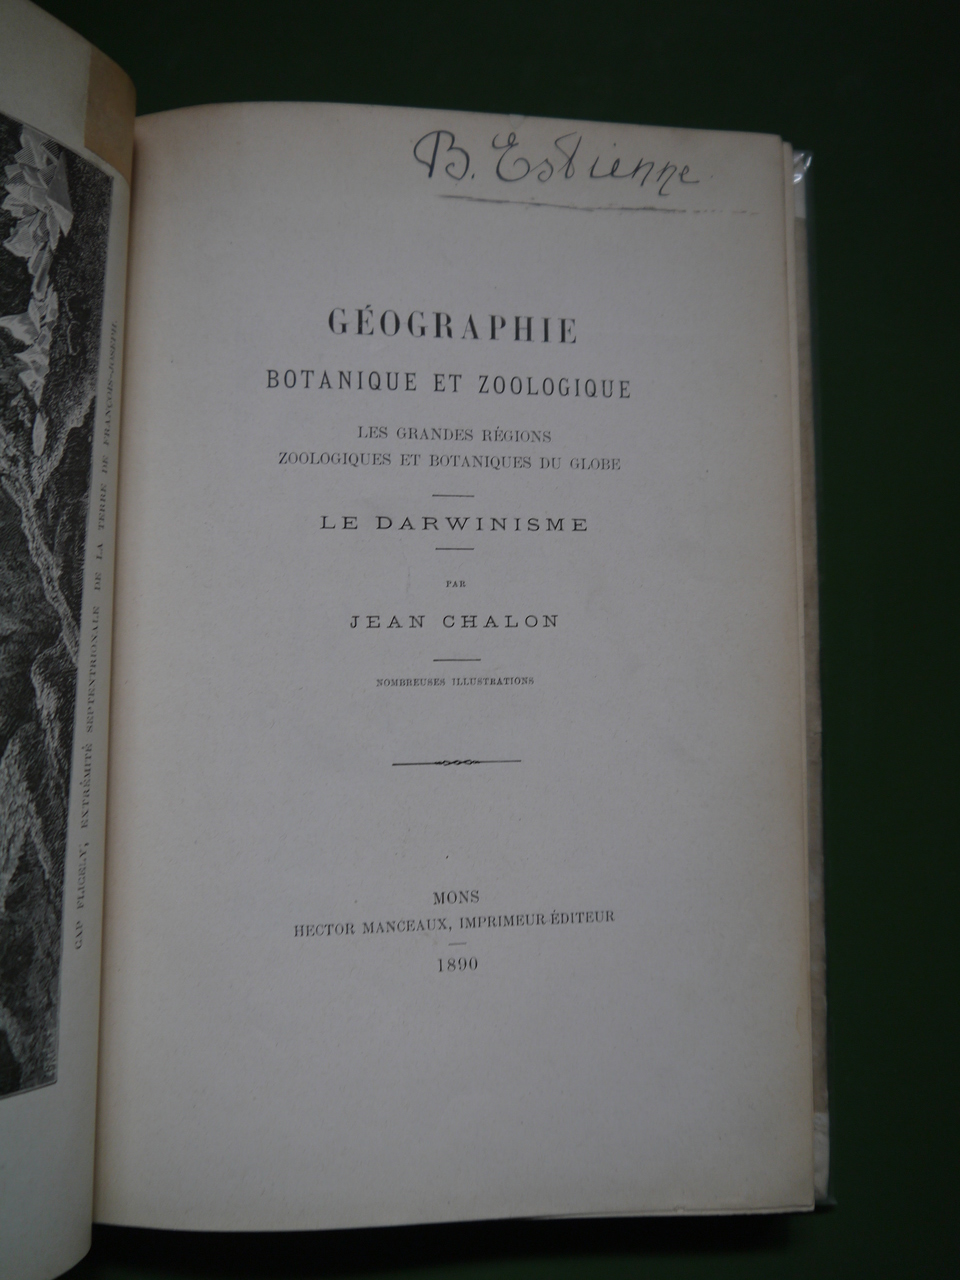 CAP FLIGELY; EXTRÉMITÉ SEPTENTRIONALE DE LA TERRE DE FRANÇOIS-JOSEPH.
B. Estienne
GÉOGRAPHIE
BOTANIQUE ET ZOOLOGIQUE
LES GRANDES RÉGIONS
ZOOLOGIQUES ET BOTANIQUES DU GLOBE
LE DARWINISME
PAR
JEAN CHALON
NOMBREUSES ILLUSTRATIONS
MONS
HECTOR MANCEAUX, IMPRIMEUR-ÉDITEUR
1890